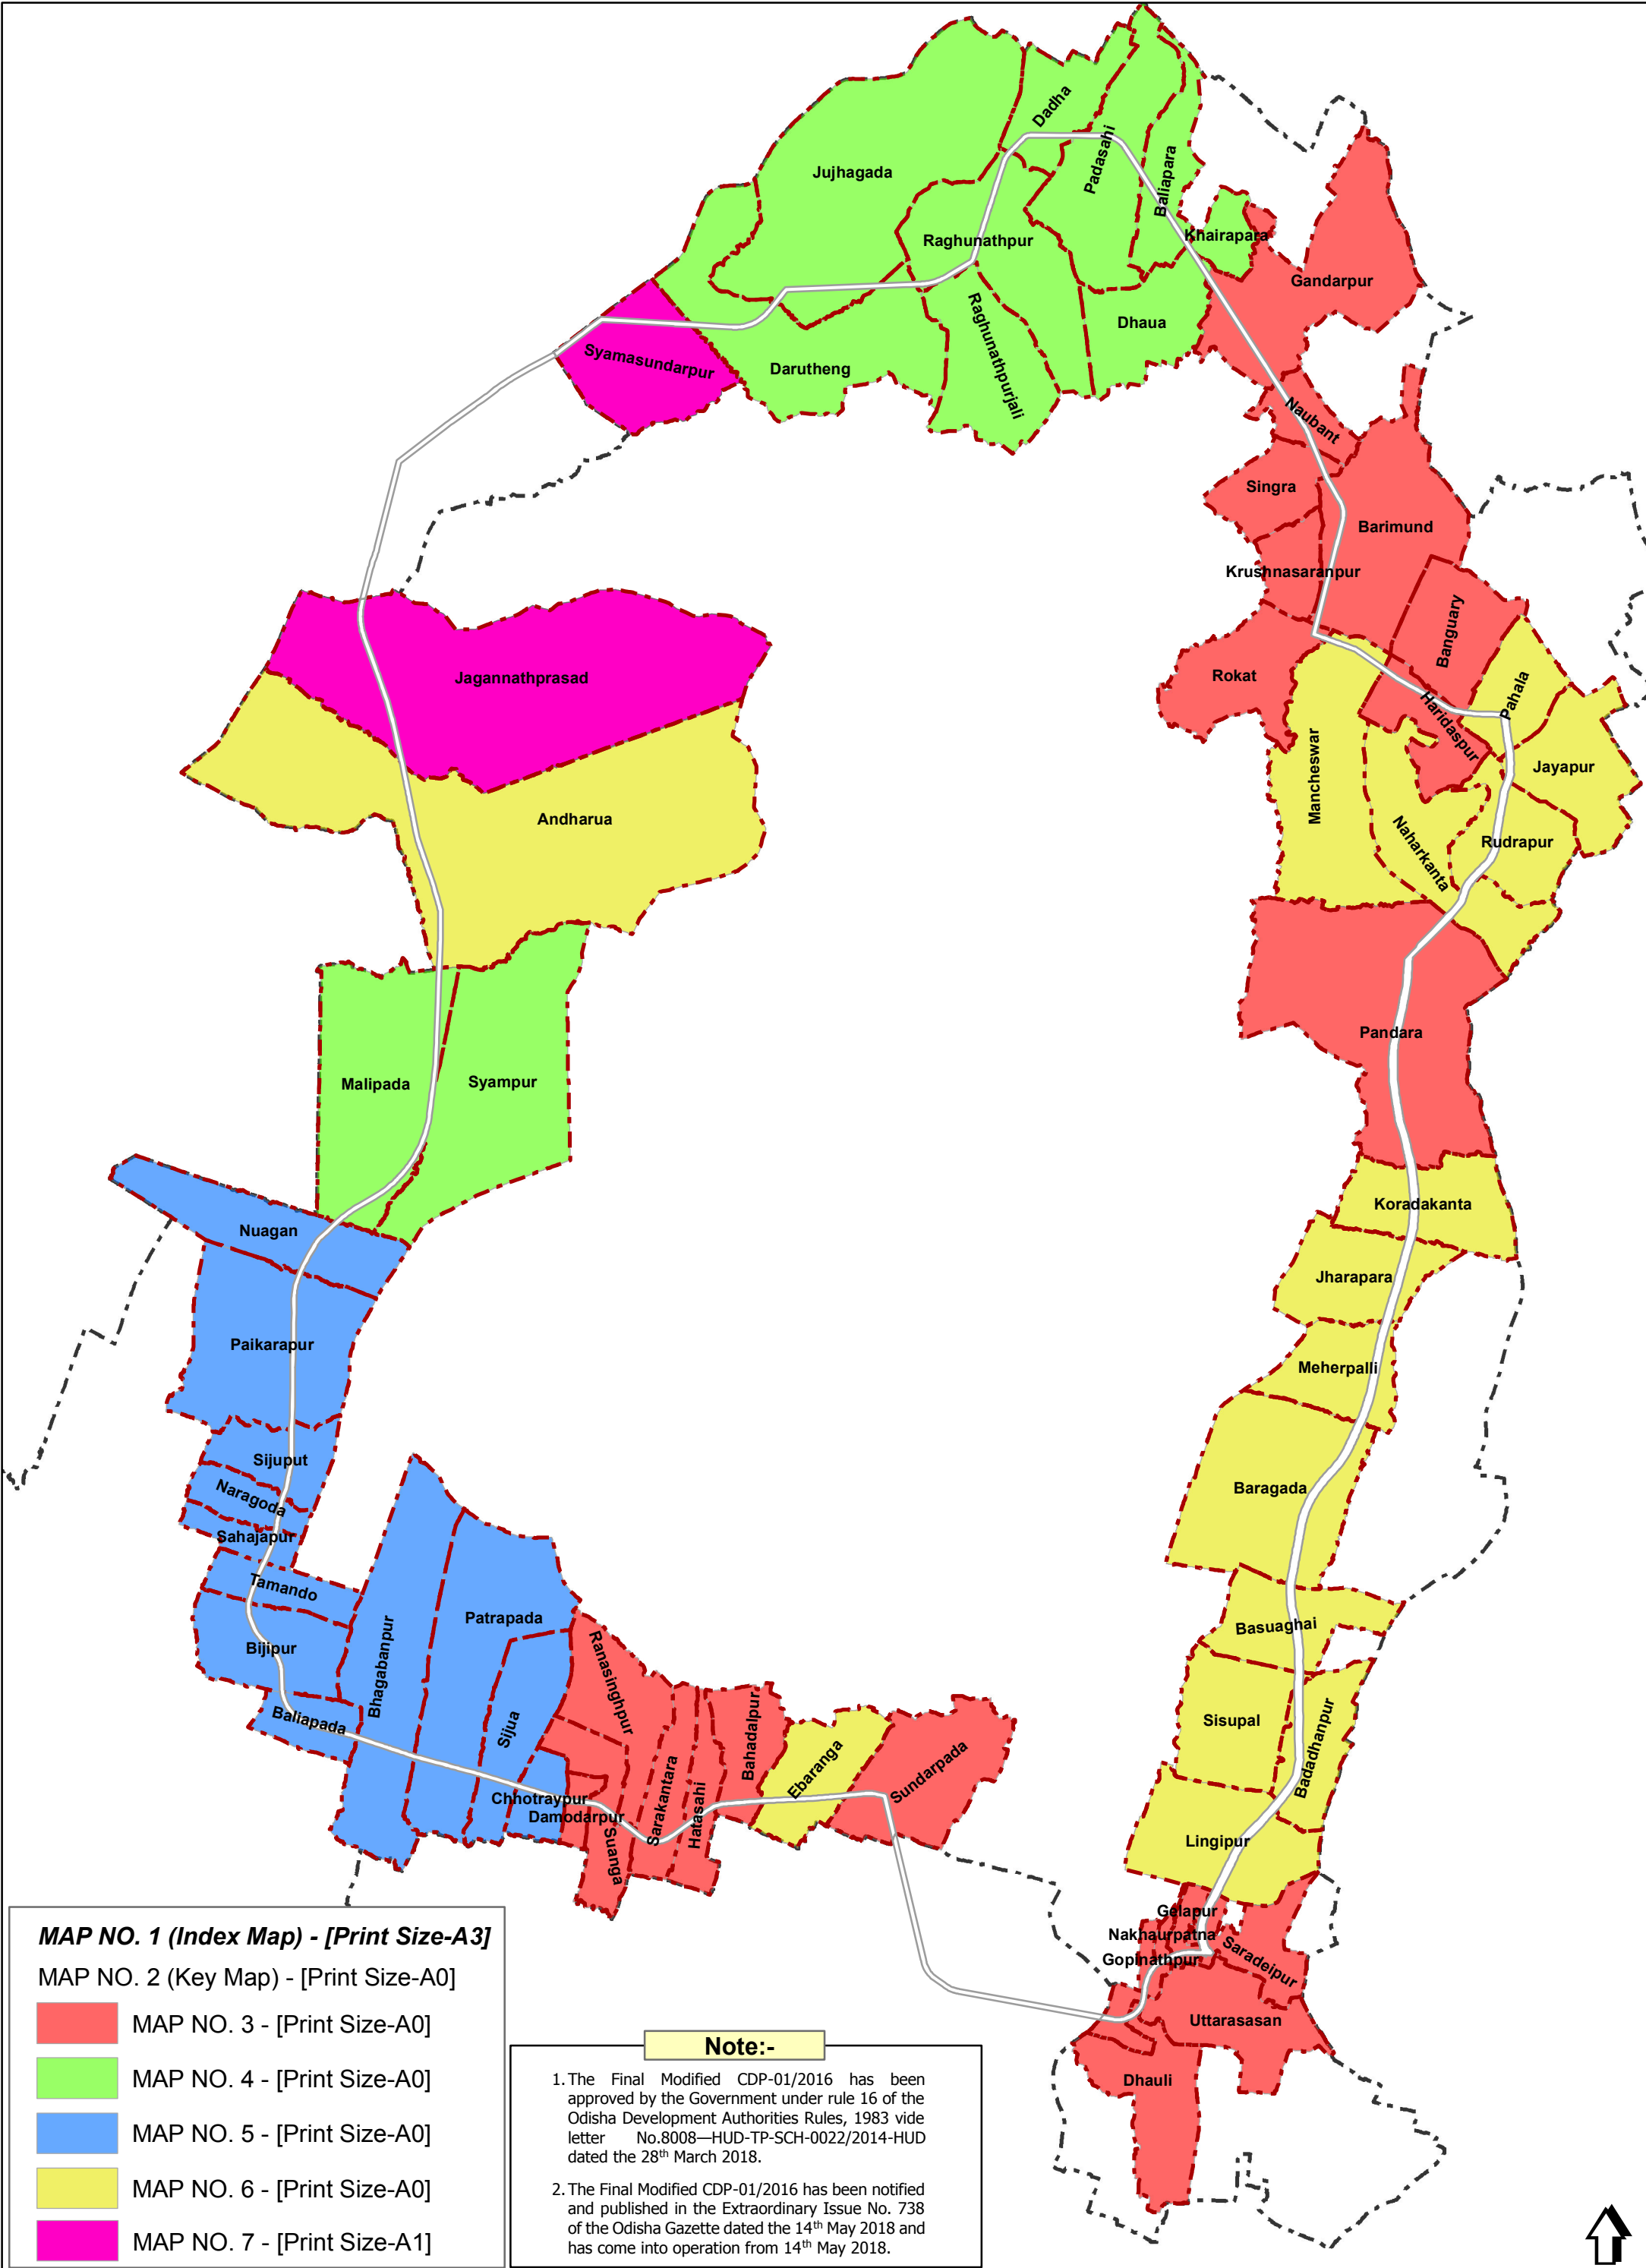 Dadha
Padasahi
Baliapara
Jujhagada
Raghunathpur
Khairapara
Gandarpur
Dhaua
Raghunathpurjali
Syamasundarpur
Darutheng
Naubant
Singra
Barimund
Krushnasaranpur
Banguary
Rokat
Jagannathprasad
Pahala
Haridaspur
Mancheswar
Jayapur
Andharua
Naharkanta
Rudrapur
Pandara
Malipada
Syampur
Koradakanta
Nuagan
Jharapara
Paikarapur
Meherpalli
Sijuput
Baragada
Naragoda
Sahajapur
Tamando
Patrapada
Basuaghai
Bijipur
Bhagabanpur
Ranasinghpur
Baliapada
Sijua
Bahadalpur
Sisupal
Badadhanpur
Ebaranga
Sundarpada
Chhotraypur
Damodarpur
Sarakantara
Hatasahi
Suanga
Lingipur
Gelapur
Nakhaurpatna
Gopinathpur
Saradeipur
Uttarasasan
Dhauli
MAP NO. 1 (Index Map) - [Print Size-A3]
MAP NO. 2 (Key Map) - [Print Size-A0]
MAP NO. 3 - [Print Size-A0]
MAP NO. 4 - [Print Size-A0]
MAP NO. 5 - [Print Size-A0]
MAP NO. 6 - [Print Size-A0]
MAP NO. 7 - [Print Size-A1]
Note:-
1. The Final Modified CDP-01/2016 has been
approved by the Government under rule 16 of the
Odisha Development Authorities Rules, 1983 vide
letter No.8008—HUD-TP-SCH-0022/2014-HUD
dated the 28th March 2018.
2. The Final Modified CDP-01/2016 has been notified
and published in the Extraordinary Issue No. 738
of the Odisha Gazette dated the 14th May 2018 and
has come into operation from 14th May 2018.